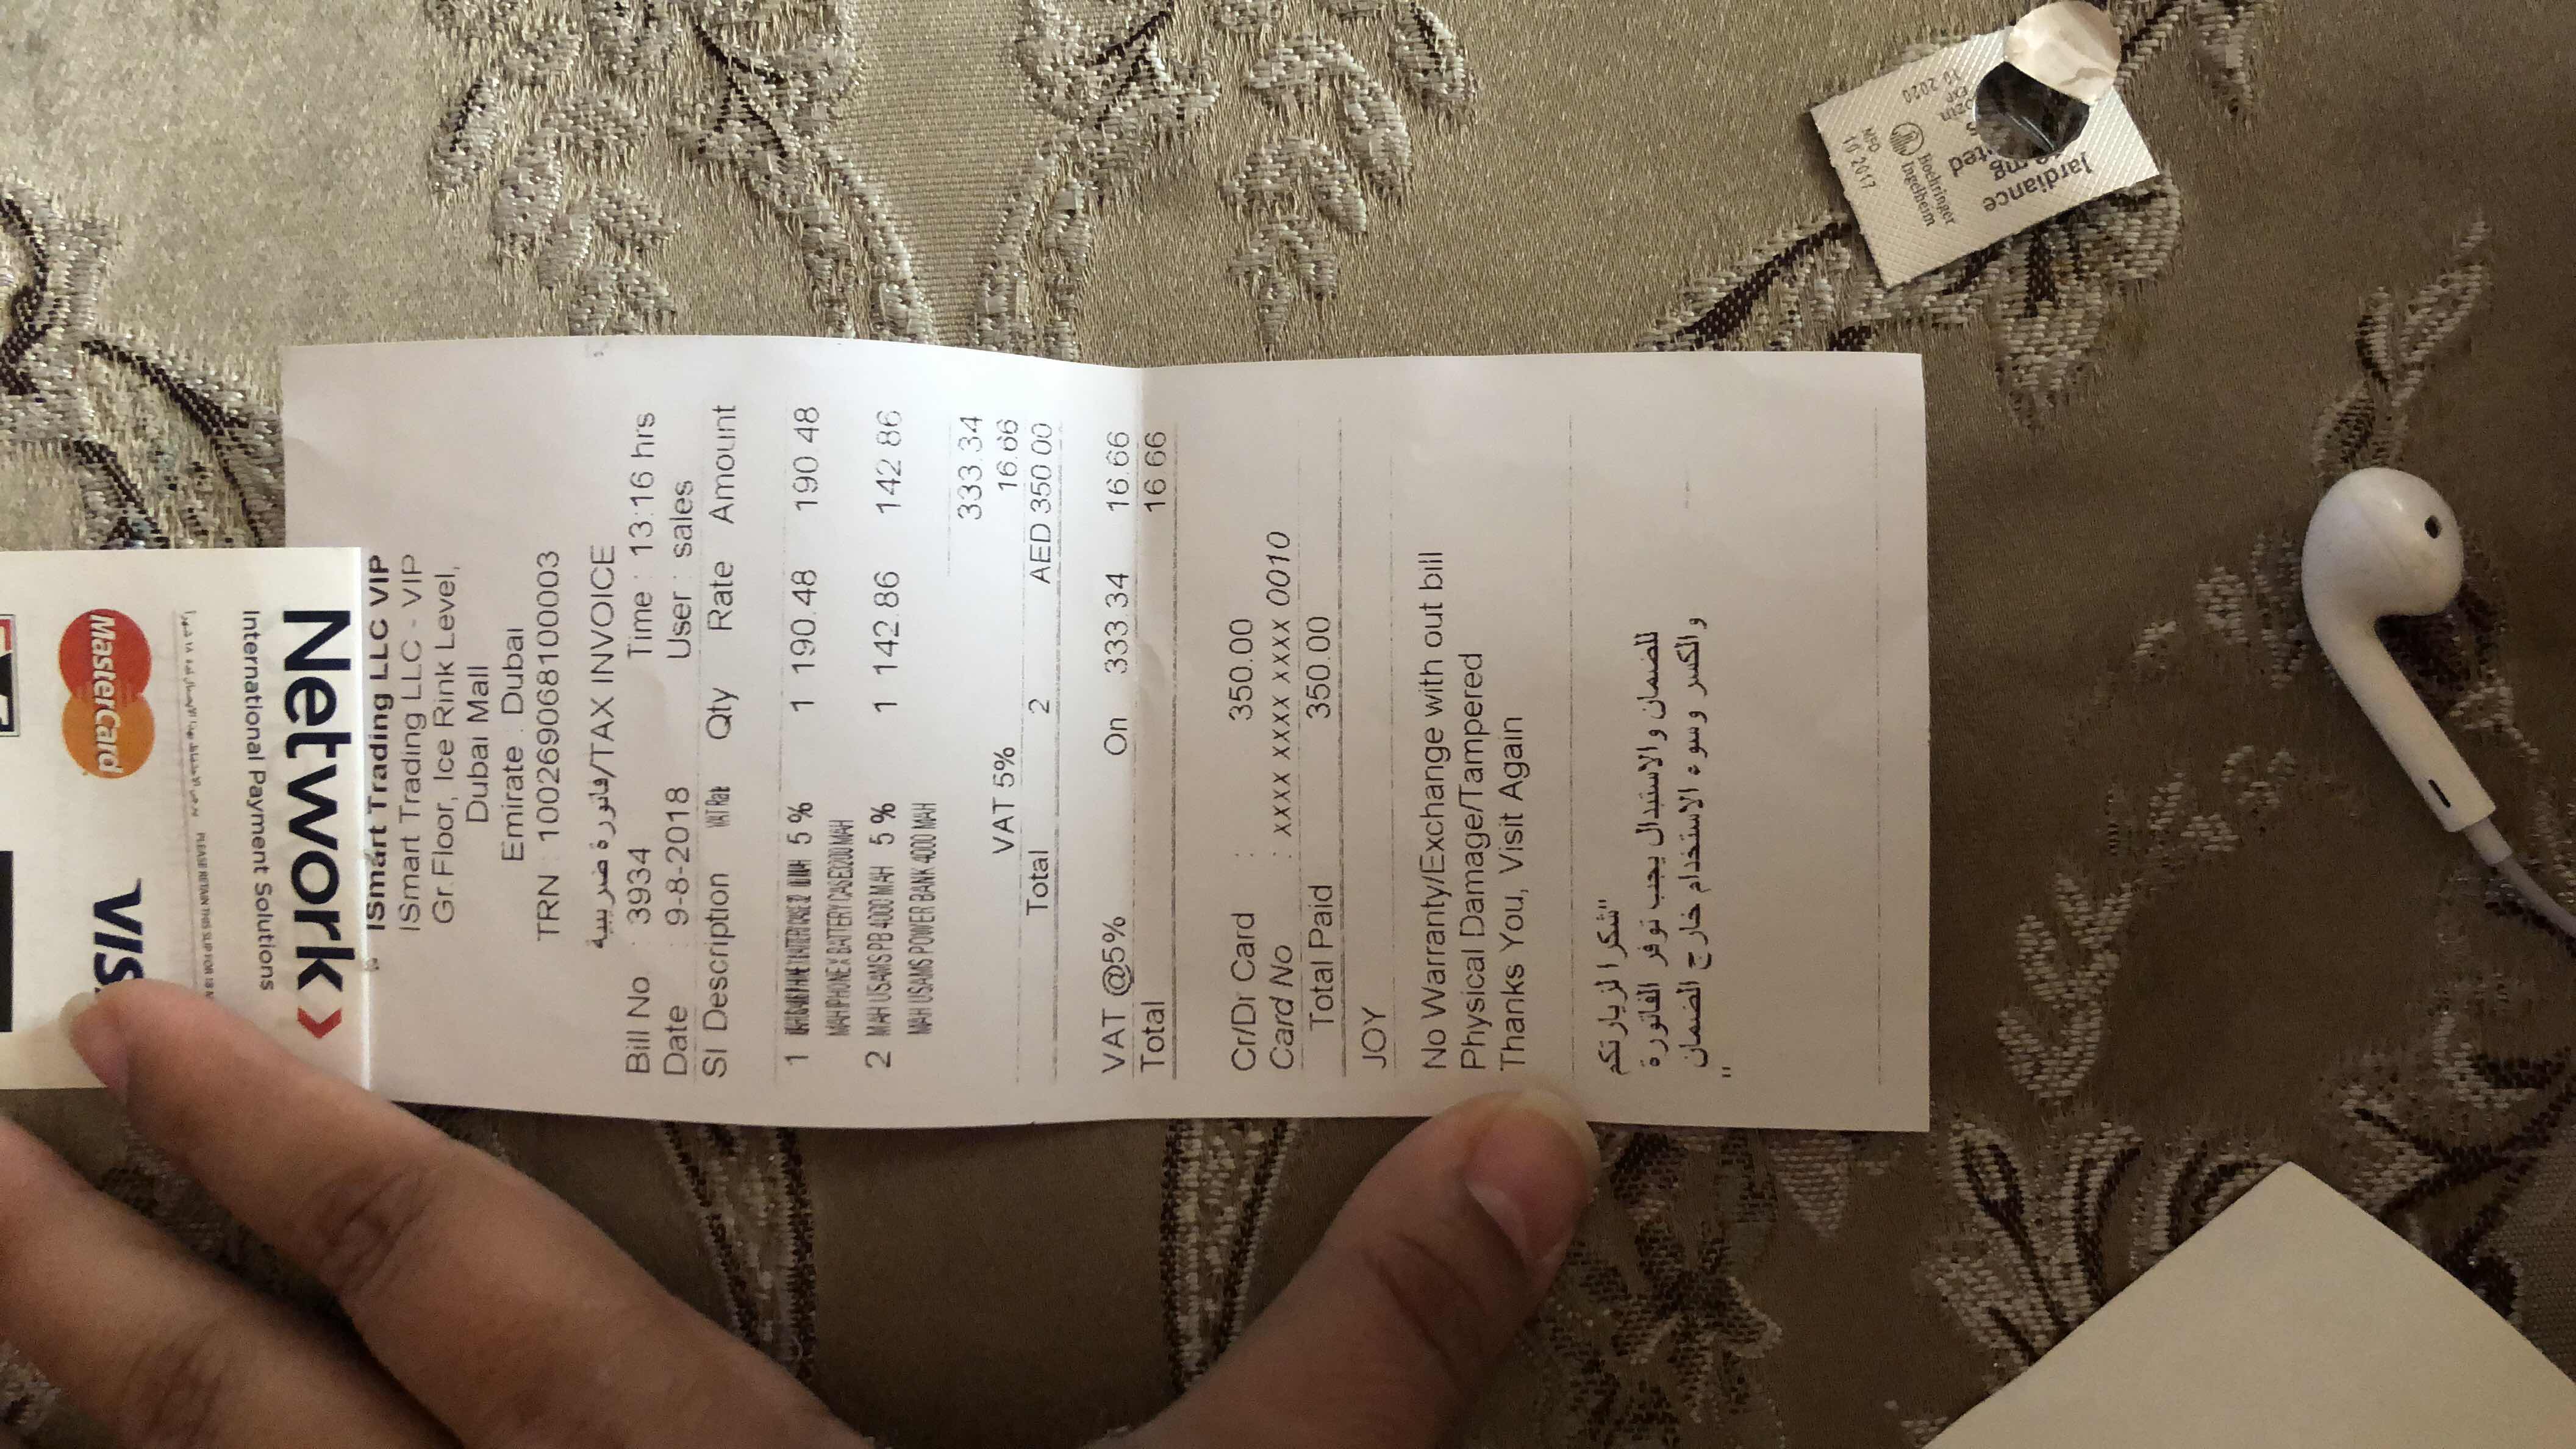 MasterCard
VISA
PLEASE RETAIN THIS SLIP FOR 18
International Payment Solutions
Network
ISmart Trading LLC VIP
ISmart Trading LLC - VIP
Gr.Floor, Ice Rink Level,
Dubai Mall
Emirate : Dubai
TRN : 100269068100003
فاتورة ضريبية/TAX INVOICE
Bill No : 3934 Time : 13:16 hrs
Date : 9-8-2018 User : sales
SI Description VAT Rate Qty Rate Amount
1 5 % 1 190.48 190.48
MAH IPHONE X BATTERY CASE3200 MAH
2 MAH USAMS PB 4000 MAH 5 % 1 142.86 142.86
MAH USAMS POWER BANK 4000 MAH
333.34
VAT 5% 16.66
Total 2 AED 350.00
VAT @5% On 333.34 16.66
Total 16.66
Cr/Dr Card : 350.00
Card No : xxxx xxxx xxxx 0010
Total Paid 350.00
JOY
No Warranty/Exchange with out bill
Physical Damage/Tampered
Thanks You, Visit Again
"شكرا لزيارتكم
للضمان والاستبدال يجب توفر الفاتورة
والكسر وسوء الاستخدام خارج الضمان
"
MFD
10 2017
Boehringer
Ingelheim
2020
Jardiance
mg